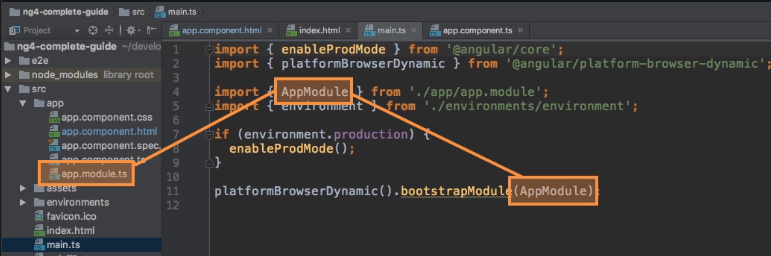 ng4-complete-guide src main.ts
Project
app.component.html index.html main.ts app.component.ts
ng4-complete-guide ~/develo
e2e
node_modules library root
src
app
app.component.css
app.component.html
app.component.spec.
app.component.ts
app.module.ts
assets
environments
favicon.ico
index.html
main.ts
1 import { enableProdMode } from '@angular/core';
2 import { platformBrowserDynamic } from '@angular/platform-browser-dynamic';
3
4 import { AppModule } from './app/app.module';
5 import { environment } from './environments/environment';
6
7 if (environment.production) {
8 enableProdMode();
9 }
10
11 platformBrowserDynamic().bootstrapModule(AppModule);
12